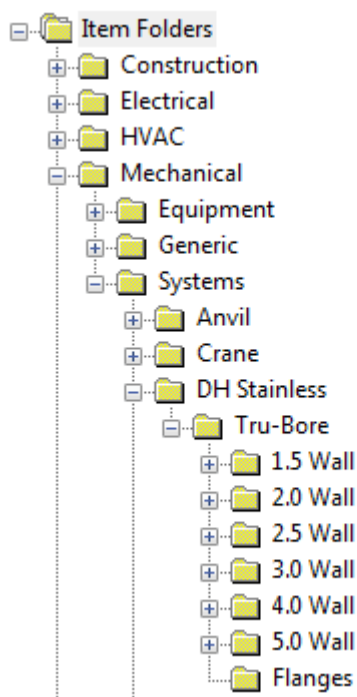 Item Folders
Construction
Electrical
HVAC
Mechanical
Equipment
Generic
Systems
Anvil
Crane
DH Stainless
Tru-Bore
1.5 Wall
2.0 Wall
2.5 Wall
3.0 Wall
4.0 Wall
5.0 Wall
Flanges